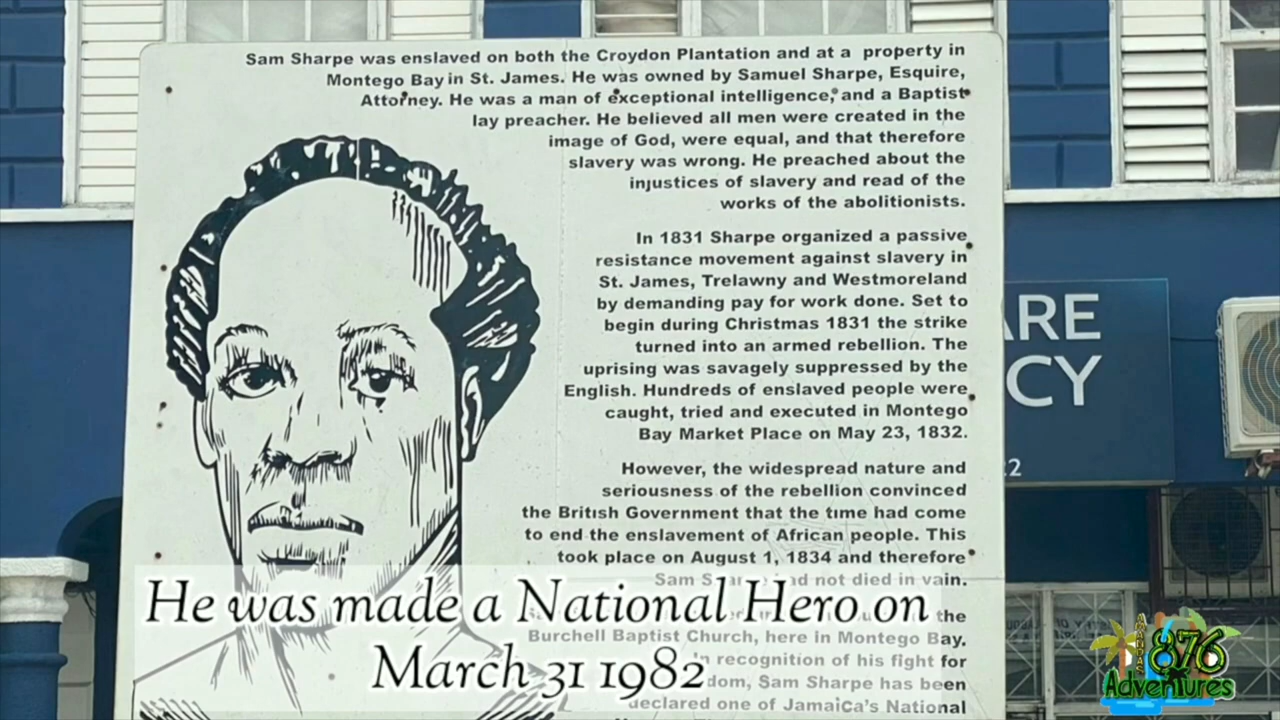 Sam Sharpe was enslaved on both the Croydon Plantation and at a property in
Montego Bay in St. James. He was owned by Samuel Sharpe, Esquire,
Attorney. He was a man of exceptional intelligence, and a Baptist
lay preacher. He believed all men were created in the
image of God, were equal, and that therefore
slavery was wrong. He preached about the
injustices of slavery and read of the
works of the abolitionists.
In 1831 Sharpe organized a passive
resistance movement against slavery in
St. James, Trelawny and Westmoreland
by demanding pay for work done. Set to
begin during Christmas 1831 the strike
turned into an armed rebellion. The
uprising was savagely suppressed by the
English. Hundreds of enslaved people were
caught, tried and executed in Montego
Bay Market Place on May 23, 1832.
However, the widespread nature and
seriousness of the rebellion convinced
the British Government that the time had come
to end the enslavement of African people. This
took place on August 1, 1834 and therefore
Sam Sharpe had not died in vain.
the
Burchell Baptist Church, here in Montego Bay.
In recognition of his fight for
Sam Sharpe has been
declared one of Jamaica's National
He was made a National Hero on
March 31 1982
ARE
CY
2
AMANDAS
876
Adventures